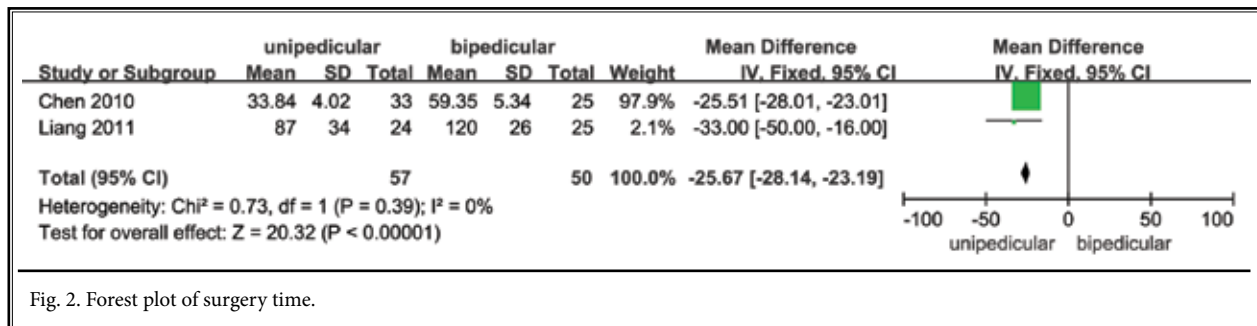 unipedicular bipedicular Mean Difference Mean Difference
Study or Subgroup Mean SD Total Mean SD Total Weight IV, Fixed, 95% CI IV, Fixed, 95% CI
Chen 2010 33.84 4.02 33 59.35 5.34 25 97.9% -25.51 [-28.01, -23.01]
Liang 2011 87 34 24 120 26 25 2.1% -33.00 [-50.00, -16.00]
Total (95% CI) 57 50 100.0% -25.67 [-28.14, -23.19]
Heterogeneity: Chi² = 0.73, df = 1 (P = 0.39); I² = 0%
Test for overall effect: Z = 20.32 (P < 0.00001)
-100 -50 0 50 100
unipedicular bipedicular
Fig. 2. Forest plot of surgery time.